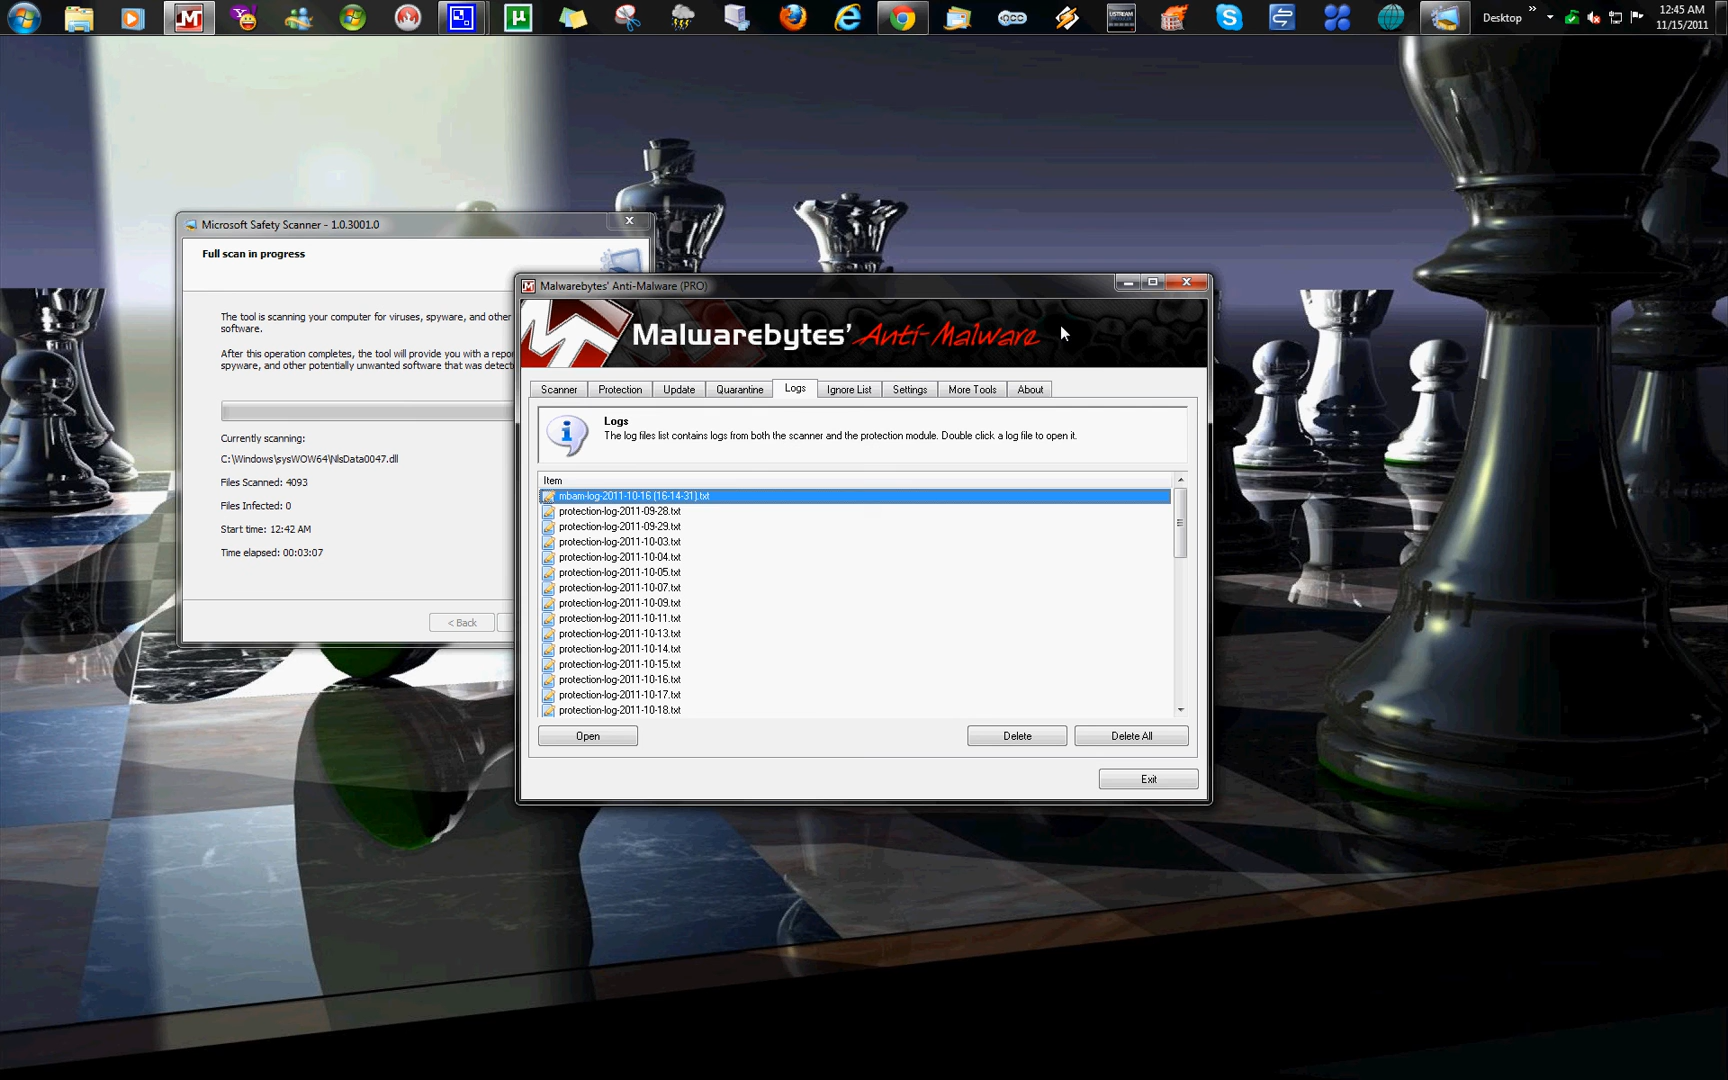 Desktop
»
12:45 AM
11/15/2011
Microsoft Safety Scanner - 1.0.3001.0
Full scan in progress
The tool is scanning your computer for viruses, spyware, and other
software.
After this operation completes, the tool will provide you with a repo
spyware, and other potentially unwanted software that was detect
Currently scanning:
C:\Windows\sysWOW64\NlsData0047.dll
Files Scanned: 4093
Files Infected: 0
Start time: 12:42 AM
Time elapsed: 00:03:07
< Back
Malwarebytes' Anti-Malware (PRO)
Malwarebytes' Anti-Malware
Scanner Protection Update Quarantine Logs Ignore List Settings More Tools About
Logs
The log files list contains logs from both the scanner and the protection module. Double click a log file to open it.
Item
mbam-log-2011-10-16 (16-14-31).txt
protection-log-2011-09-28.txt
protection-log-2011-09-29.txt
protection-log-2011-10-03.txt
protection-log-2011-10-04.txt
protection-log-2011-10-05.txt
protection-log-2011-10-07.txt
protection-log-2011-10-09.txt
protection-log-2011-10-11.txt
protection-log-2011-10-13.txt
protection-log-2011-10-14.txt
protection-log-2011-10-15.txt
protection-log-2011-10-16.txt
protection-log-2011-10-17.txt
protection-log-2011-10-18.txt
Open Delete Delete All
Exit